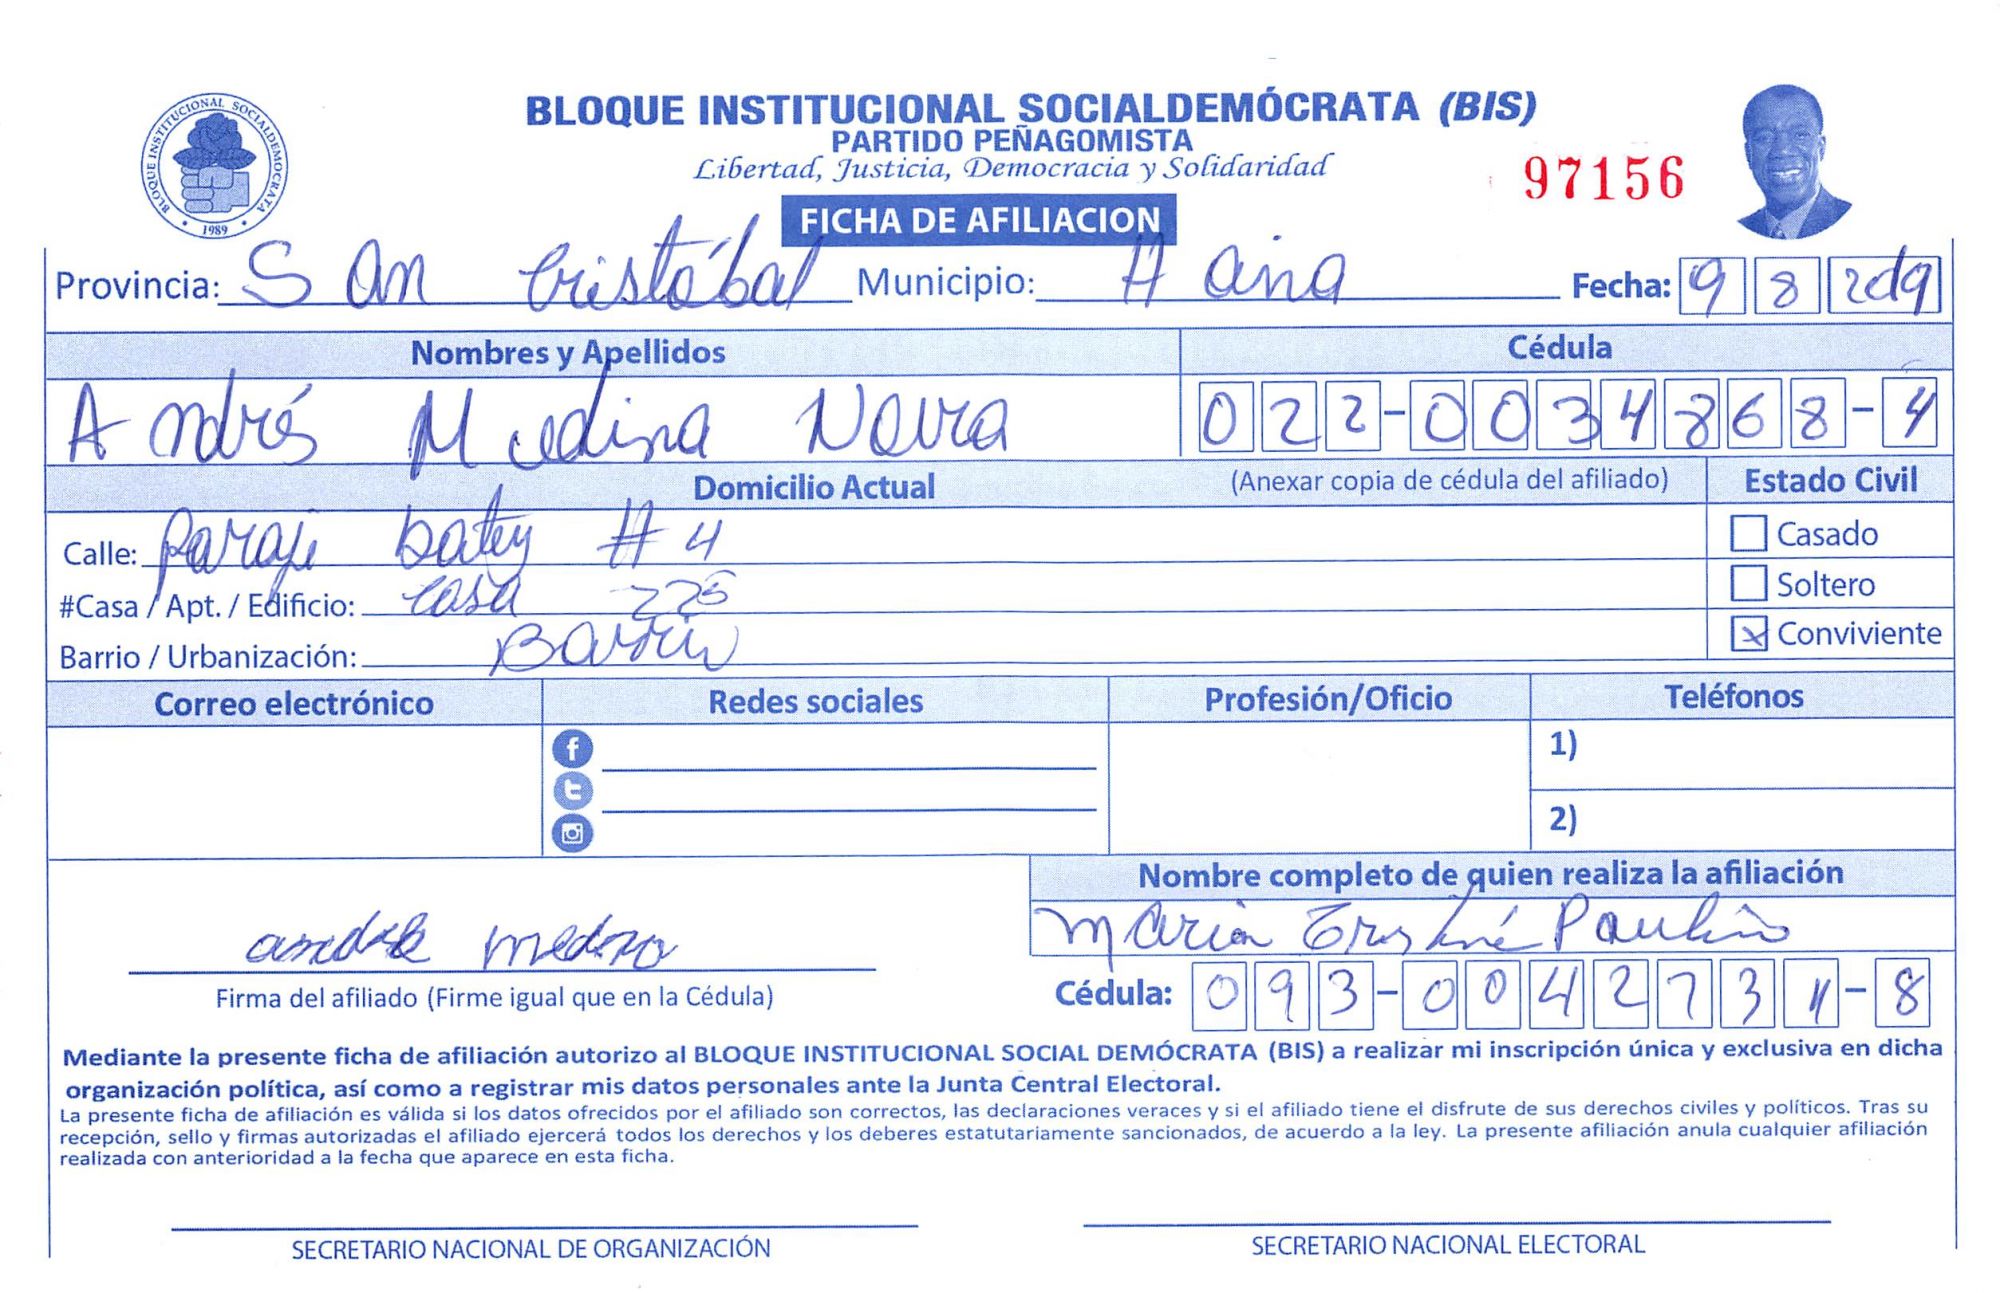 BLOQUE INSTITUCIONAL SOCIALDEMÓCRATA (BIS)
PARTIDO PEÑAGOMISTA
Libertad, Justicia, Democracia y Solidaridad
97156
BLOQUE INSTITUCIONAL SOCIALDEMOCRATA
1989
FICHA DE AFILIACION
Provincia: San Cristóbal Municipio: Haina Fecha: 9 8 2019
Nombres y Apellidos Cédula
Andrés Medina 022-0034868-4
Domicilio Actual (Anexar copia de cédula del afiliado) Estado Civil
Calle: Paraje batey #4 Casado
#Casa / Apt. / Edificio: casa 225 Soltero
Barrio / Urbanización: x Conviviente
Correo electrónico Redes sociales Profesión/Oficio Teléfonos
1)
2)
Nombre completo de quien realiza la afiliación
Maria Paulino
Medina
Firma del afiliado (Firme igual que en la Cédula) Cédula: 093-0042731-8
Mediante la presente ficha de afiliación autorizo al BLOQUE INSTITUCIONAL SOCIAL DEMÓCRATA (BIS) a realizar mi inscripción única y exclusiva en dicha
organización política, así como a registrar mis datos personales ante la Junta Central Electoral.
La presente ficha de afiliación es válida si los datos ofrecidos por el afiliado son correctos, las declaraciones veraces y si el afiliado tiene el disfrute de sus derechos civiles y políticos. Tras su
recepción, sello y firmas autorizadas el afiliado ejercerá todos los derechos y los deberes estatutariamente sancionados, de acuerdo a la ley. La presente afiliación anula cualquier afiliación
realizada con anterioridad a la fecha que aparece en esta ficha.
SECRETARIO NACIONAL DE ORGANIZACIÓN SECRETARIO NACIONAL ELECTORAL